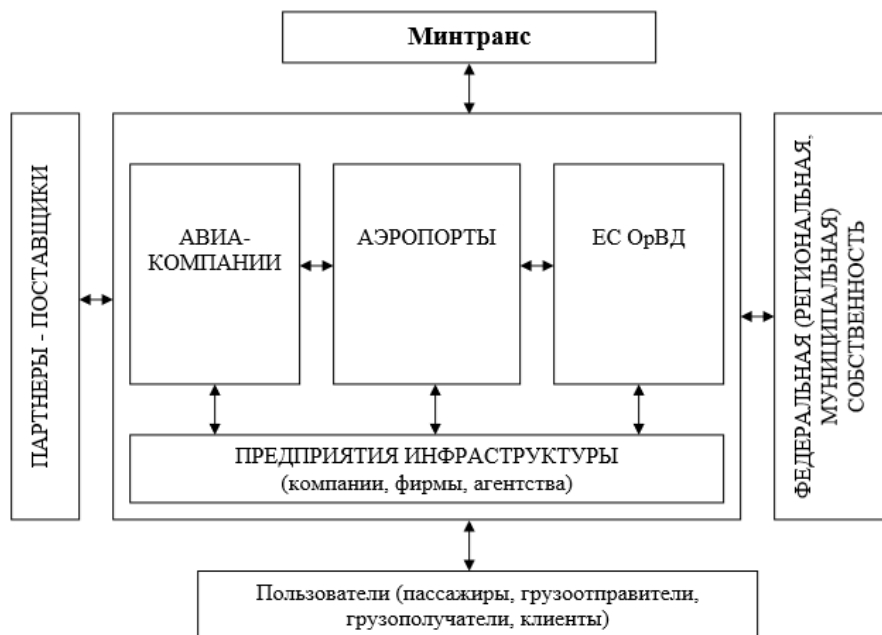 Минтранс
ПАРТНЕРЫ - ПОСТАВЩИКИ
АВИА-
КОМПАНИИ
АЭРОПОРТЫ
ЕС ОрВД
ФЕДЕРАЛЬНАЯ (РЕГИОНАЛЬНАЯ,
МУНИЦИПАЛЬНАЯ)
СОБСТВЕННОСТЬ
ПРЕДПРИЯТИЯ ИНФРАСТРУКТУРЫ
(компании, фирмы, агентства)
Пользователи (пассажиры, грузоотправители,
грузополучатели, клиенты)